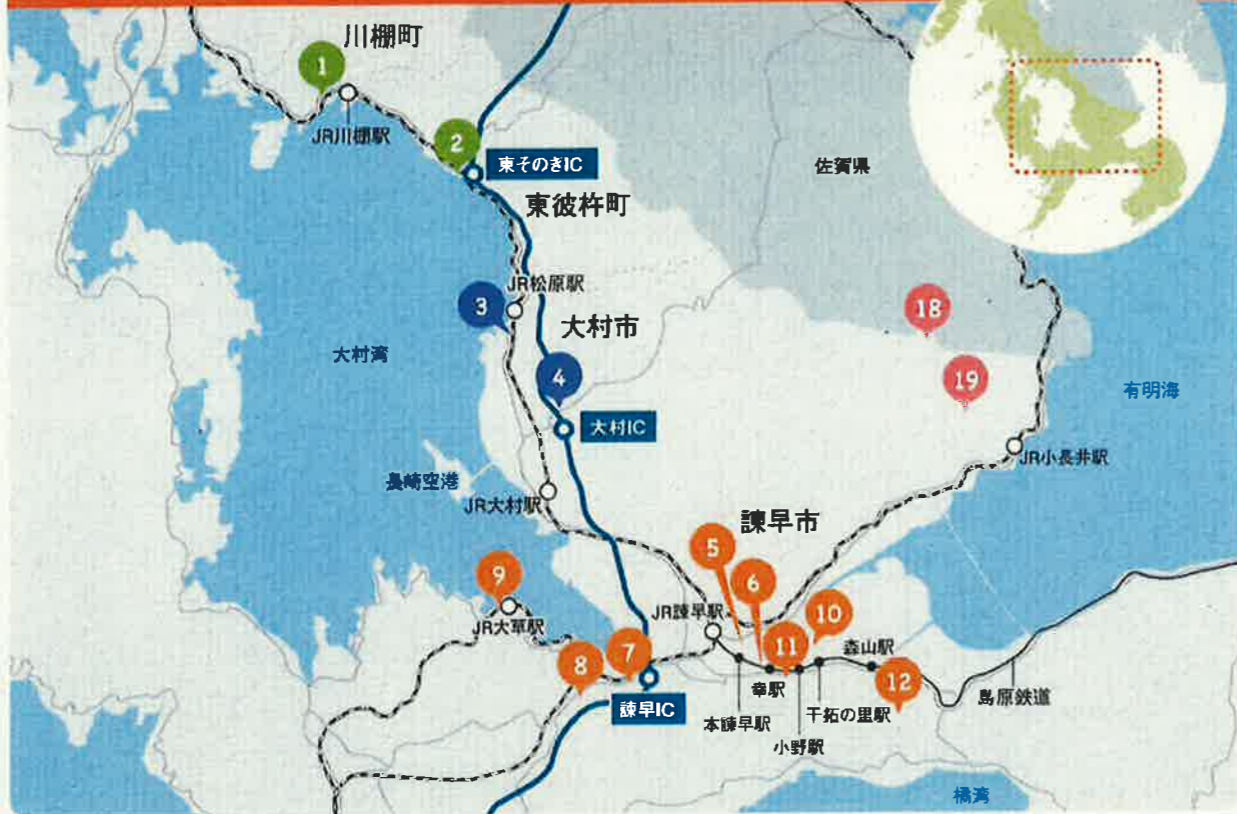 川棚町
1
JR川棚駅
2
東そのぎIC
佐賀県
東彼杵町
JR松原駅
3
18
大村市
大村湾
4
19
有明海
大村IC
JR小長井駅
長崎空港
JR大村駅
諫早市
5
6
9
JR諫早駅
10
JR大草駅
11
森山駅
7
8
12
幸駅
島原鉄道
諫早IC
干拓の里駅
本諫早駅
小野駅
橘湾